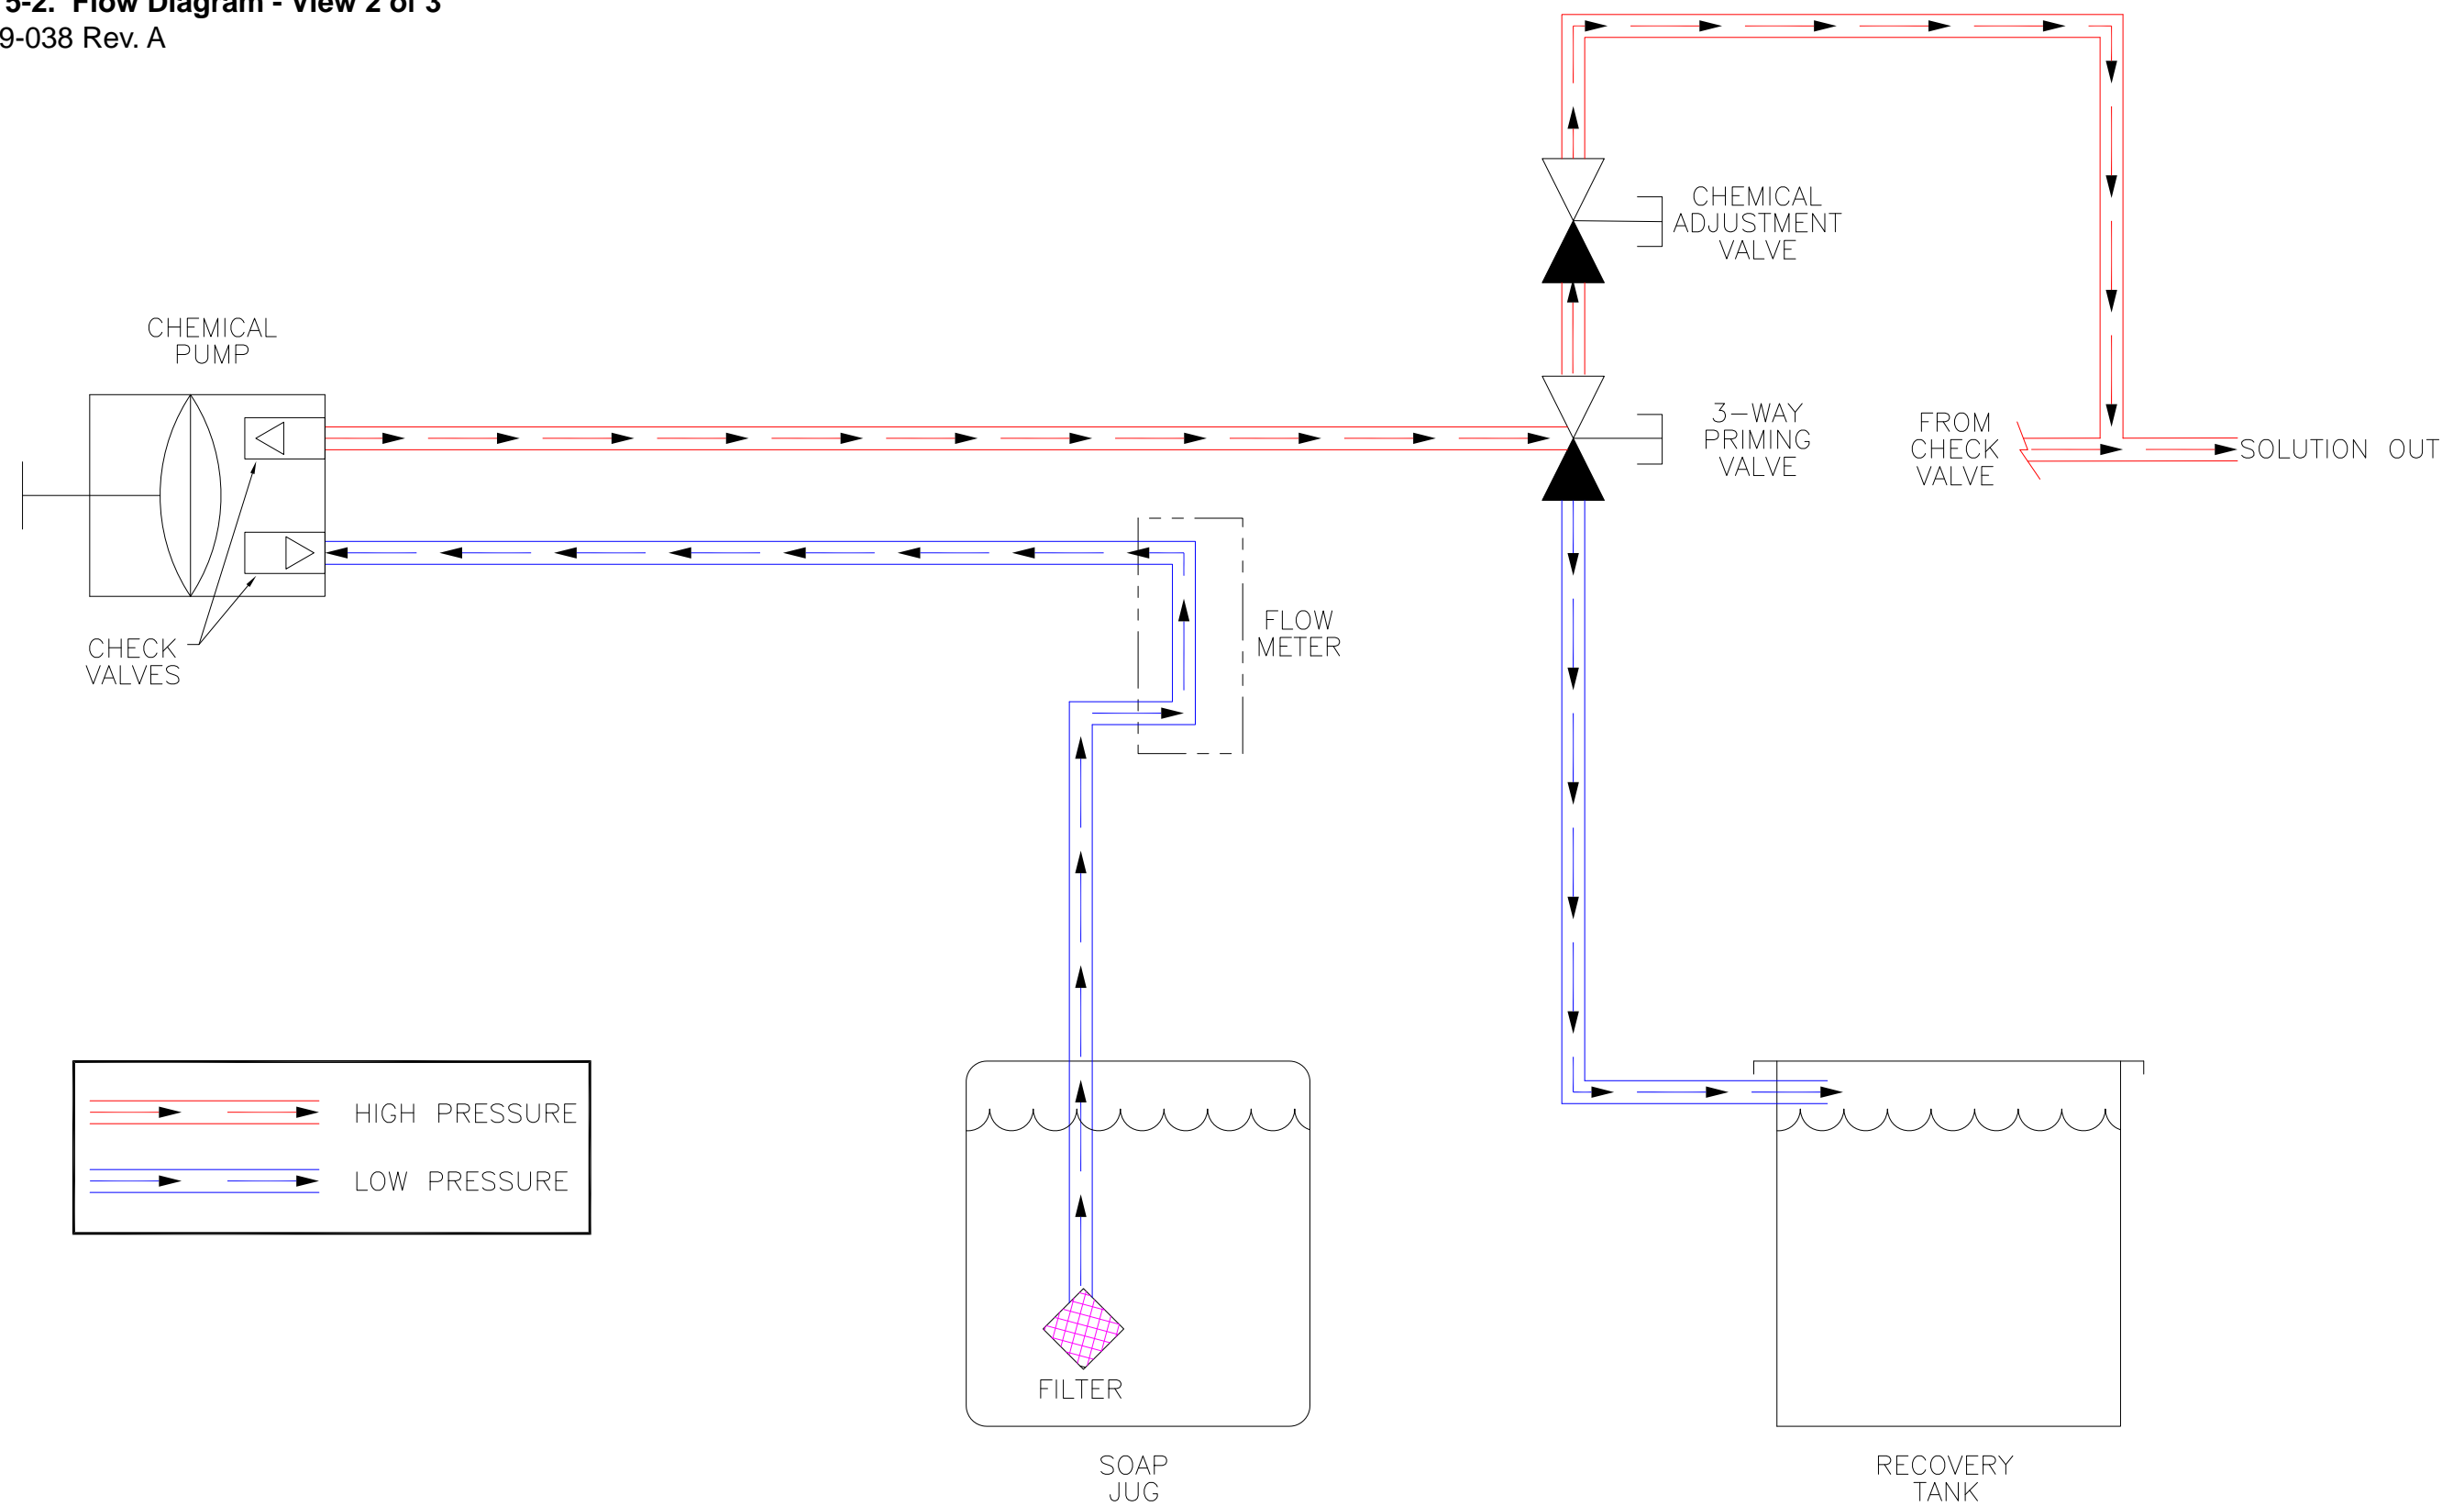 5-2. Flow Diagram - View 2 of 3
9-038 Rev. A
CHEMICAL
ADJUSTMENT
VALVE
CHEMICAL
PUMP
3-WAY
PRIMING
VALVE
FROM
CHECK
VALVE
SOLUTION OUT
FLOW
METER
CHECK
VALVES
HIGH PRESSURE
LOW PRESSURE
FILTER
SOAP
JUG
RECOVERY
TANK